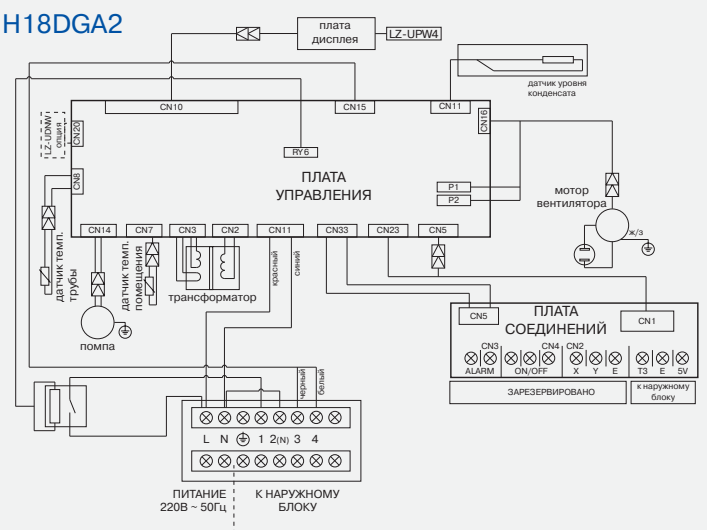 H18DGA2
плата
дисплея
LZ-UPW4
датчик уровня
конденсата
CN10
CN15
CN11
CN16
LZ-UDNW
опция
CN20
CN8
RY6
ПЛАТА
УПРАВЛЕНИЯ
P1
P2
мотор
вентилятора
ж/з
CN14
CN7
CN3
CN2
CN11
CN33
CN23
CN5
датчик темп.
трубы
датчик темп.
помещения
трансформатор
красный
синий
помпа
ПЛАТА
СОЕДИНЕНИЙ
CN5
CN1
CN3
CN4
CN2
ALARM
ON/OFF
X
Y
E
T3
E
5V
ЗАРЕЗЕРВИРОВАНО
к наружному
блоку
черный
белый
L N 1 2(N) 3 4
ПИТАНИЕ
220В ~ 50Гц
К НАРУЖНОМУ
БЛОКУ